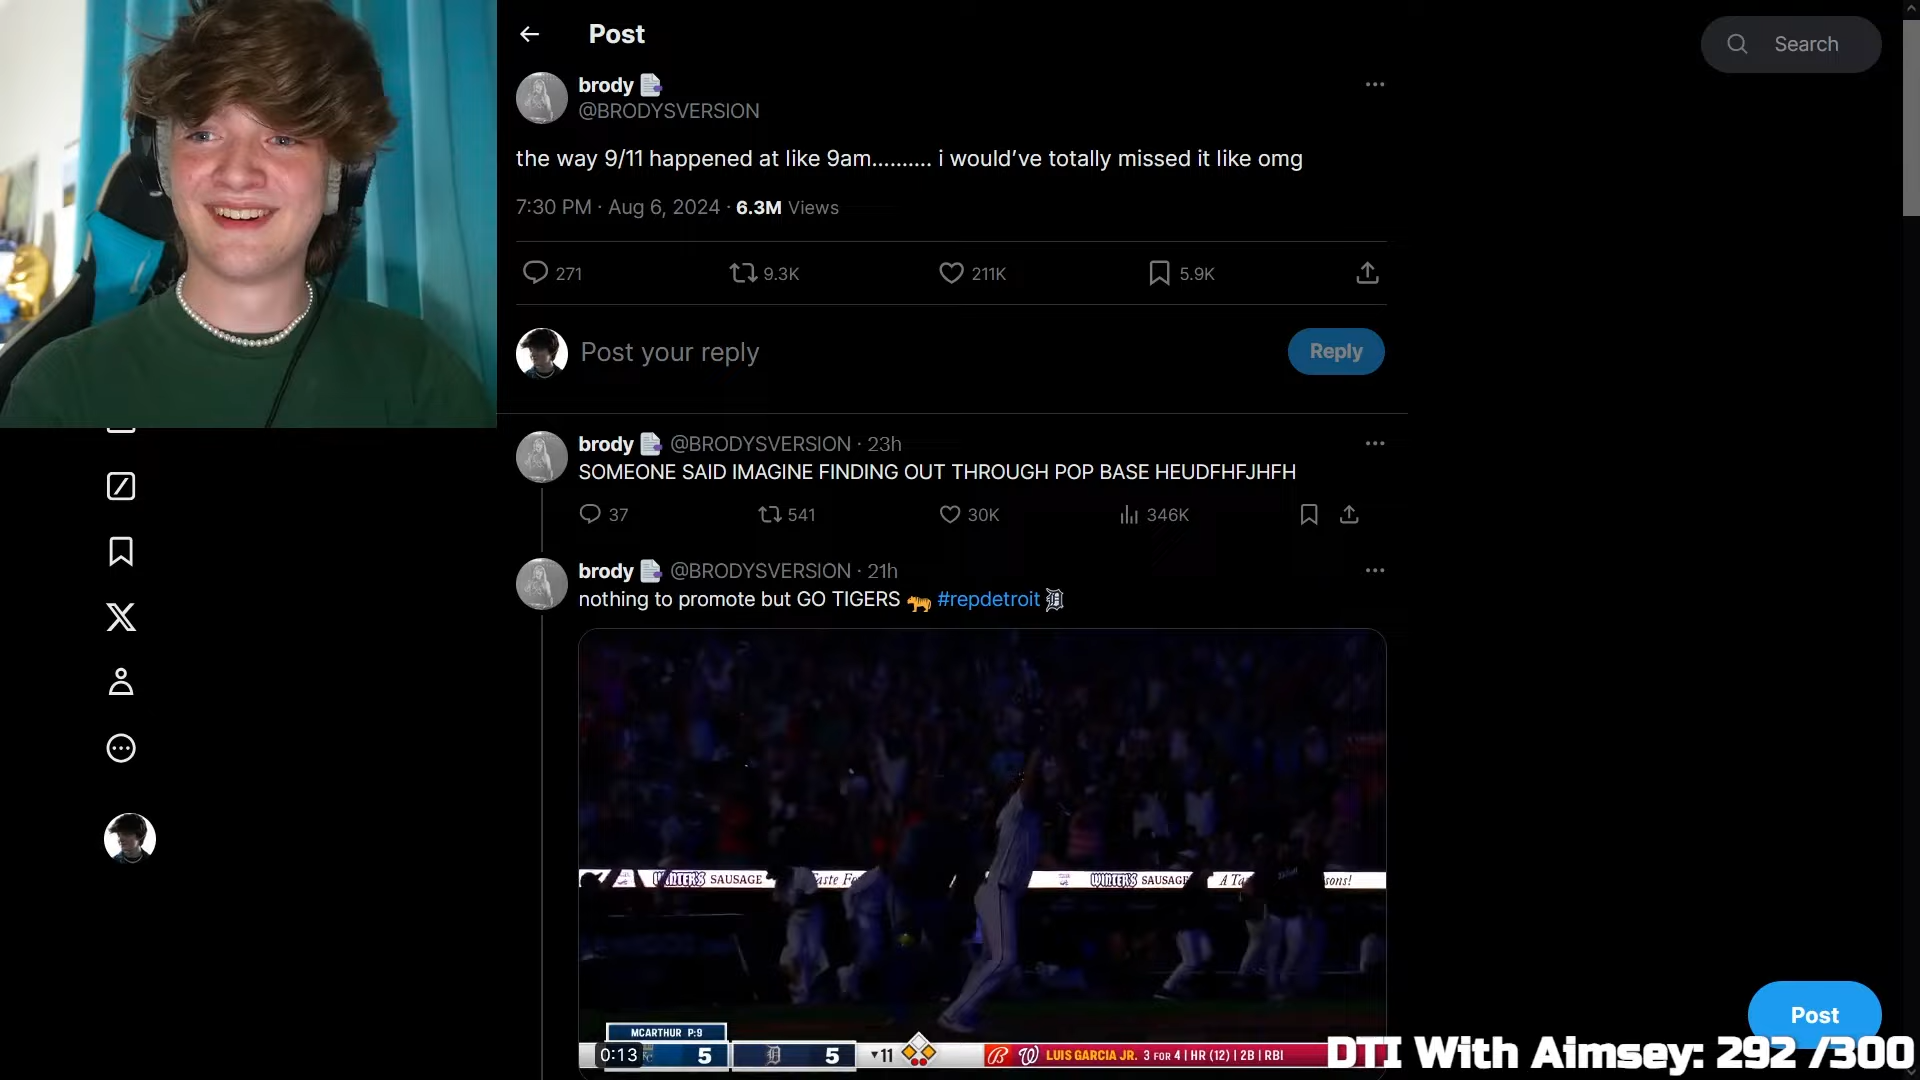 Post
Search
brody
@BRODYSVERSION
the way 9/11 happened at like 9am.......... i would’ve totally missed it like omg
7:30 PM · Aug 6, 2024 · 6.3M Views
271
9.3K
211K
5.9K
Post your reply
Reply
brody @BRODYSVERSION · 23h
SOMEONE SAID IMAGINE FINDING OUT THROUGH POP BASE HEUDFHFJHFH
37
541
30K
346K
brody @BRODYSVERSION · 21h
nothing to promote but GO TIGERS 🐅 #repdetroit
WINTER'S SAUSAGE
WINTER'S SAUSAGE
MCARTHUR P:9
0:13
KC
5
D
5
▾11
B
W
LUIS GARCIA JR. 3 FOR 4 | HR (12) | 2B | RBI
Post
DTI With Aimsey: 292 /300